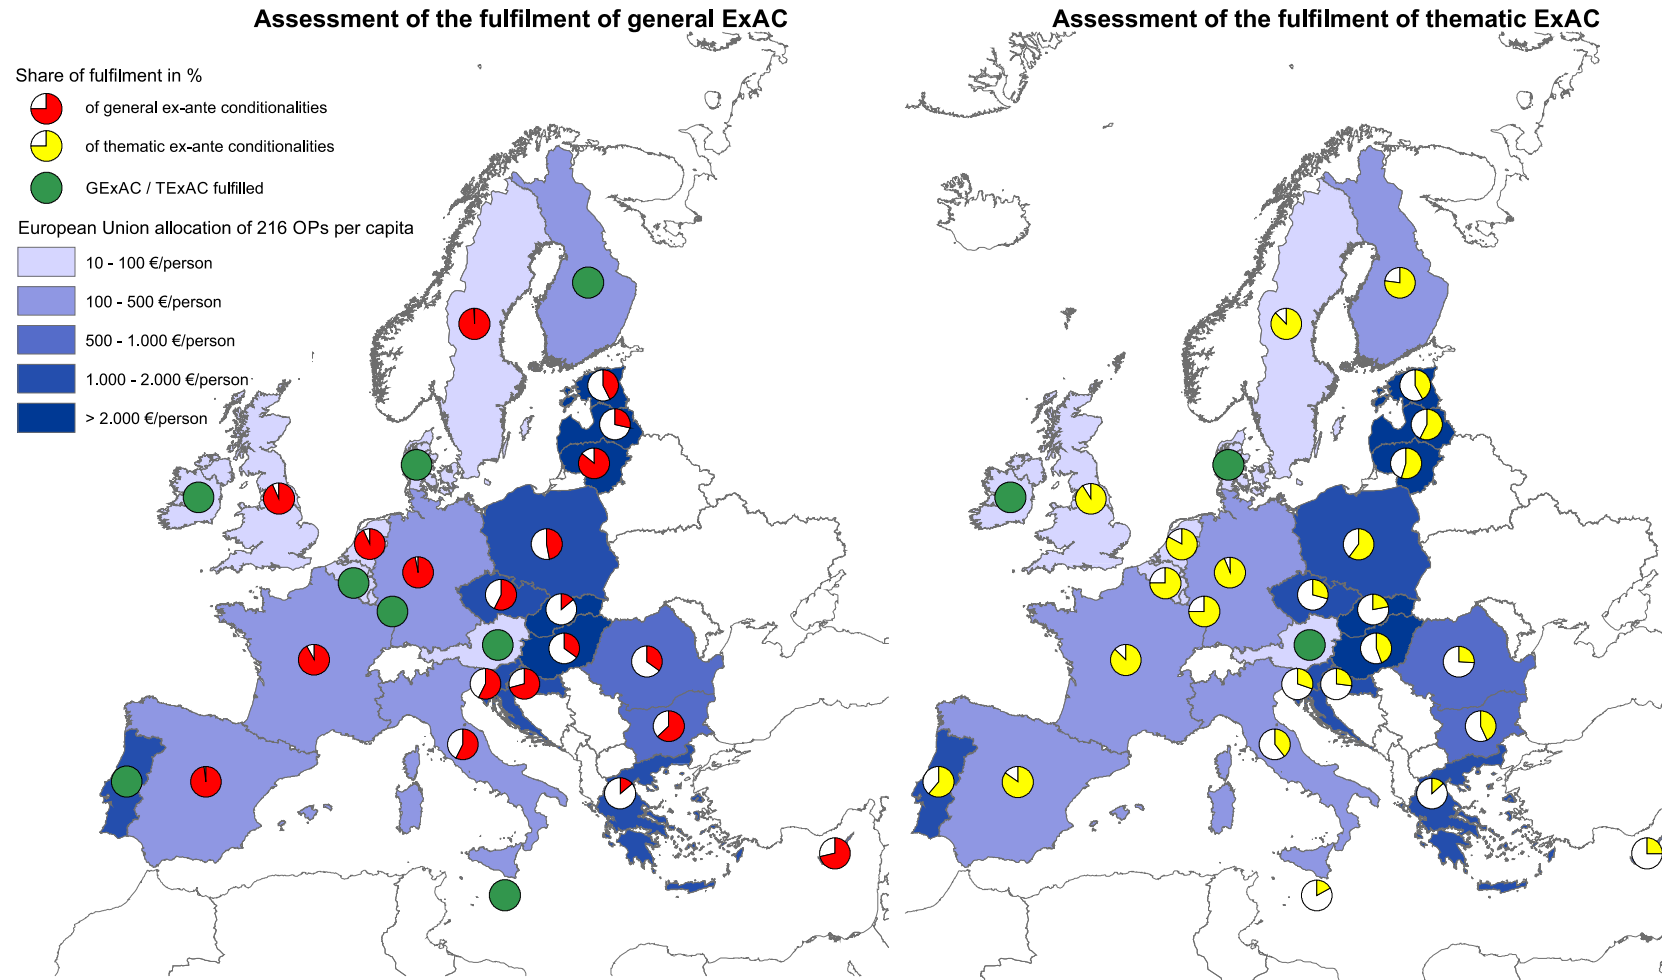 Assessment of the fulfilment of general ExAC
Assessment of the fulfilment of thematic ExAC
Share of fulfilment in %
of general ex-ante conditionalities
of thematic ex-ante conditionalities
GExAC / TExAC fulfilled
European Union allocation of 216 OPs per capita
10 - 100 €/person
100 - 500 €/person
500 - 1.000 €/person
1.000 - 2.000 €/person
> 2.000 €/person